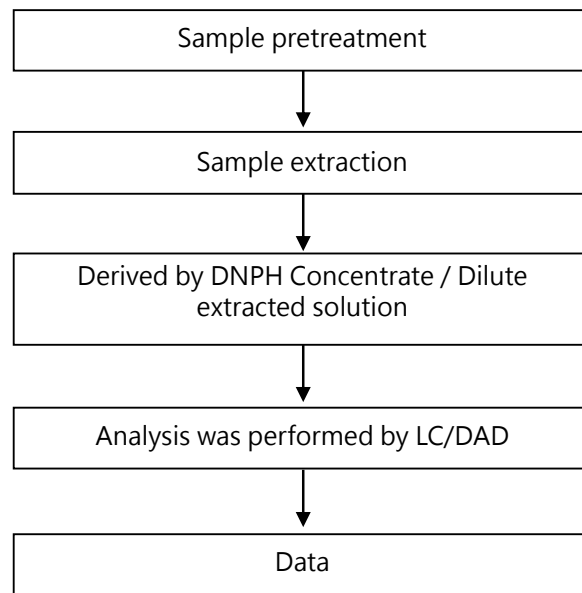 Sample pretreatment
Sample extraction
Derived by DNPH Concentrate / Dilute
extracted solution
Analysis was performed by LC/DAD
Data